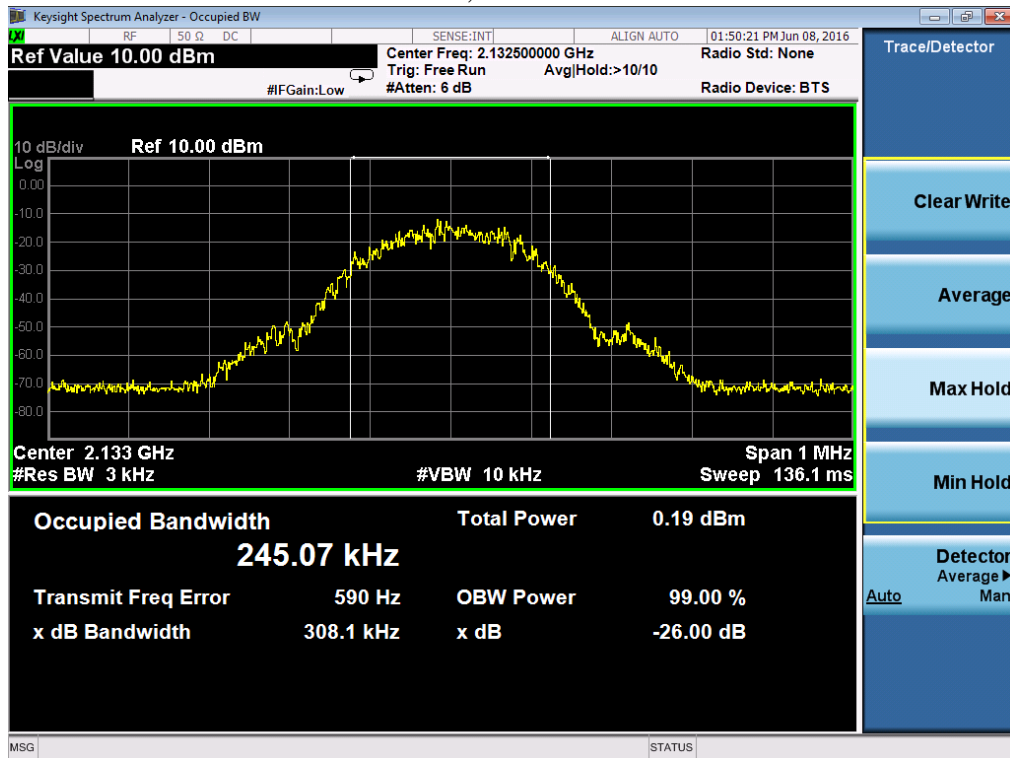 Keysight Spectrum Analyzer - Occupied BW
LXI RF 50 Ω DC SENSE:INT ALIGN AUTO 01:50:21 PM Jun 08, 2016
Ref Value 10.00 dBm Center Freq: 2.132500000 GHz Radio Std: None
Trig: Free Run Avg|Hold:>10/10
#IFGain:Low #Atten: 6 dB Radio Device: BTS
Trace/Detector
10 dB/div Ref 10.00 dBm
Log
0.00
-10.0
-20.0
-30.0
-40.0
-50.0
-60.0
-70.0
-80.0
Center 2.133 GHz Span 1 MHz
#Res BW 3 kHz #VBW 10 kHz Sweep 136.1 ms
Occupied Bandwidth Total Power 0.19 dBm
245.07 kHz
Transmit Freq Error 590 Hz OBW Power 99.00 %
x dB Bandwidth 308.1 kHz x dB -26.00 dB
Clear Write
Average
Max Hold
Min Hold
Detector
Average▶
Auto Man
MSG STATUS